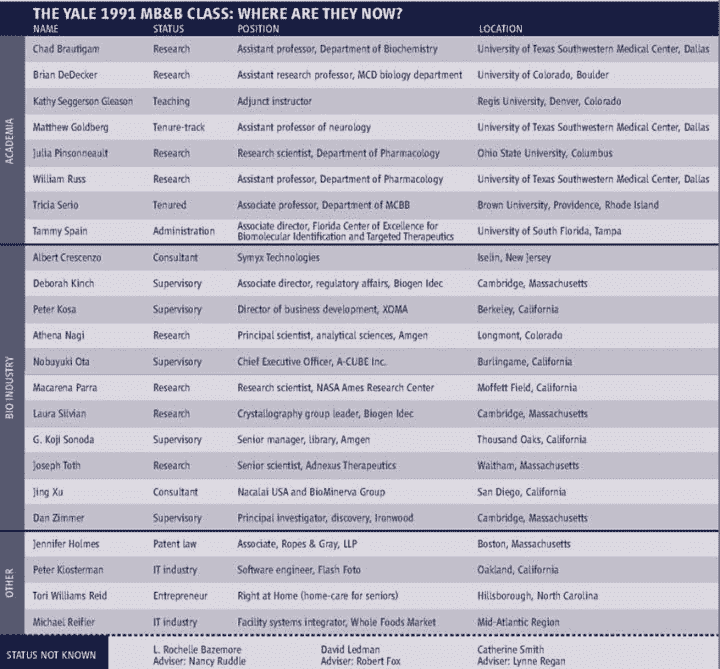 THE YALE 1991 MB&B CLASS: WHERE ARE THEY NOW?
NAME STATUS POSITION LOCATION
ACADEMIA
Chad Brautigam Research Assistant professor, Department of Biochemistry University of Texas Southwestern Medical Center, Dallas
Brian DeDecker Research Assistant research professor, MCD biology department University of Colorado, Boulder
Kathy Seggerson Gleason Teaching Adjunct instructor Regis University, Denver, Colorado
Matthew Goldberg Tenure-track Assistant professor of neurology University of Texas Southwestern Medical Center, Dallas
Julia Pinsonneault Research Research scientist, Department of Pharmacology Ohio State University, Columbus
William Russ Research Assistant professor, Department of Pharmacology University of Texas Southwestern Medical Center, Dallas
Tricia Serio Tenured Associate professor, Department of MCBB Brown University, Providence, Rhode Island
Tammy Spain Administration Associate director, Florida Center of Excellence for
Biomolecular Identification and Targeted Therapeutics University of South Florida, Tampa
BIO INDUSTRY
Albert Crescenzo Consultant Symyx Technologies Iselin, New Jersey
Deborah Kinch Supervisory Associate director, regulatory affairs, Biogen Idec Cambridge, Massachusetts
Peter Kosa Supervisory Director of business development, XOMA Berkeley, California
Athena Nagi Research Principal scientist, analytical sciences, Amgen Longmont, Colorado
Nobuyuki Ota Supervisory Chief Executive Officer, A-CUBE Inc. Burlingame, California
Macarena Parra Research Research scientist, NASA Ames Research Center Moffett Field, California
Laura Silvian Research Crystallography group leader, Biogen Idec Cambridge, Massachusetts
G. Koji Sonoda Supervisory Senior manager, library, Amgen Thousand Oaks, California
Joseph Toth Research Senior scientist, Adnexus Therapeutics Waltham, Massachusetts
Jing Xu Consultant Nacalai USA and BioMinerva Group San Diego, California
Dan Zimmer Supervisory Principal investigator, discovery, Ironwood Cambridge, Massachusetts
OTHER
Jennifer Holmes Patent law Associate, Ropes & Gray, LLP Boston, Massachusetts
Peter Klosterman IT industry Software engineer, Flash Foto Oakland, California
Tori Williams Reid Entrepreneur Right at Home (home-care for seniors) Hillsborough, North Carolina
Michael Reifler IT industry Facility systems integrator, Whole Foods Market Mid-Atlantic Region
STATUS NOT KNOWN
L. Rochelle Bazemore David Ledman Catherine Smith
Adviser: Nancy Ruddle Adviser: Robert Fox Adviser: Lynne Regan